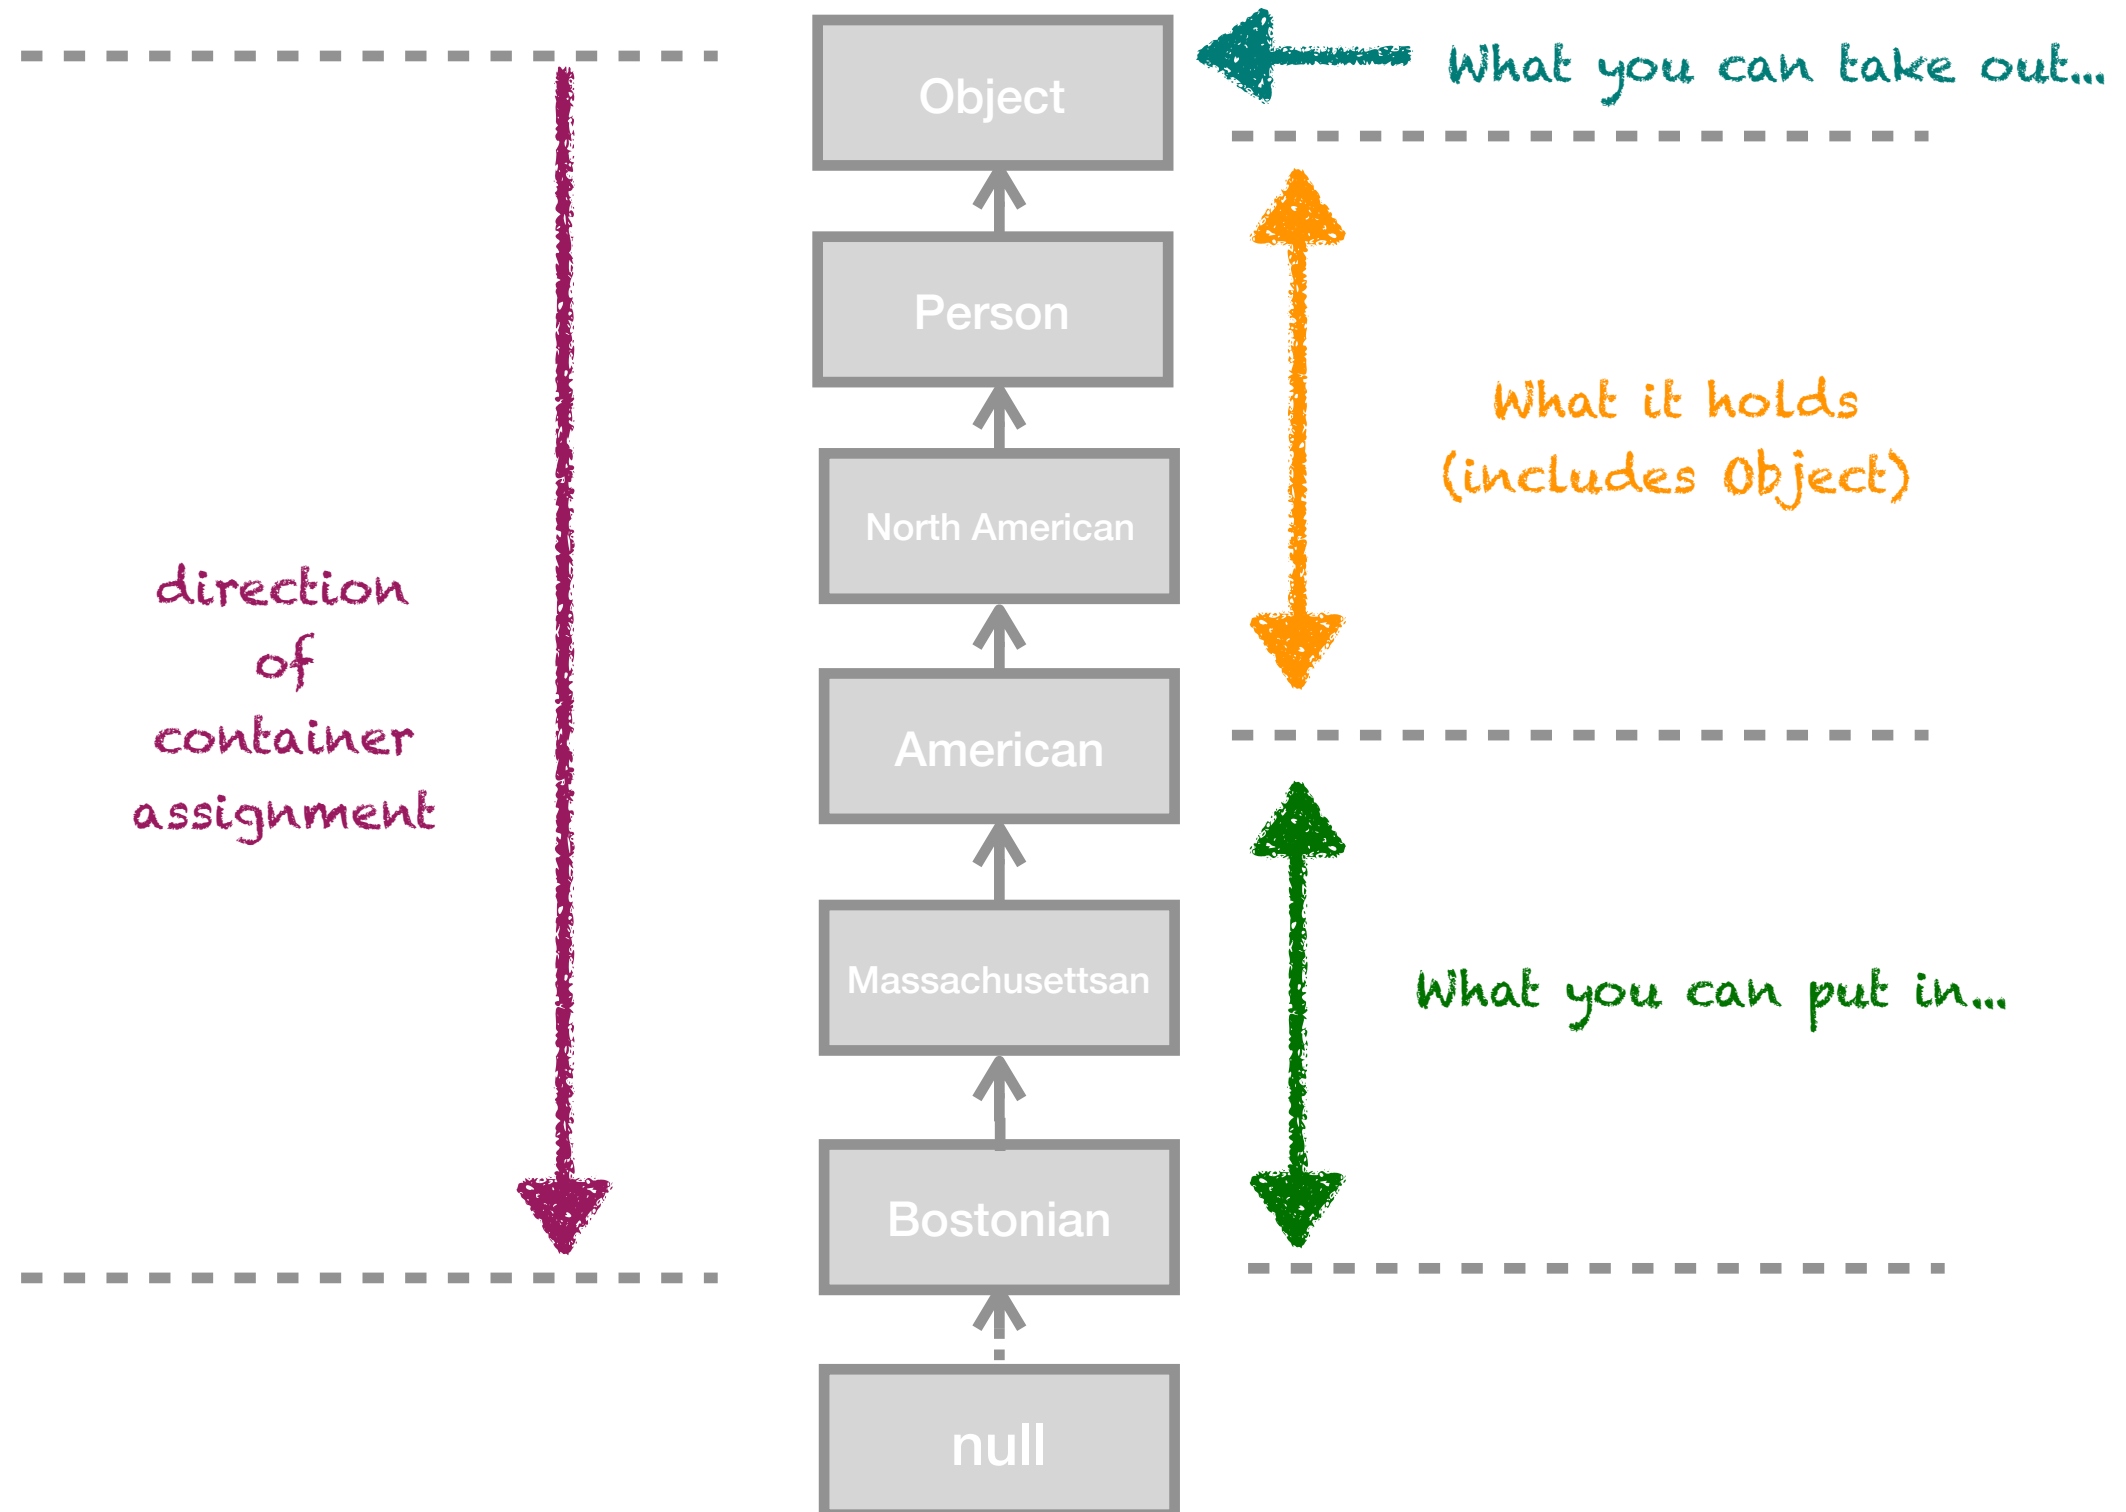 Object
What you can take out...
Person
What it holds
(includes Object)
North American
direction
of
container
assignment
American
Massachusettsan
What you can put in...
Bostonian
null